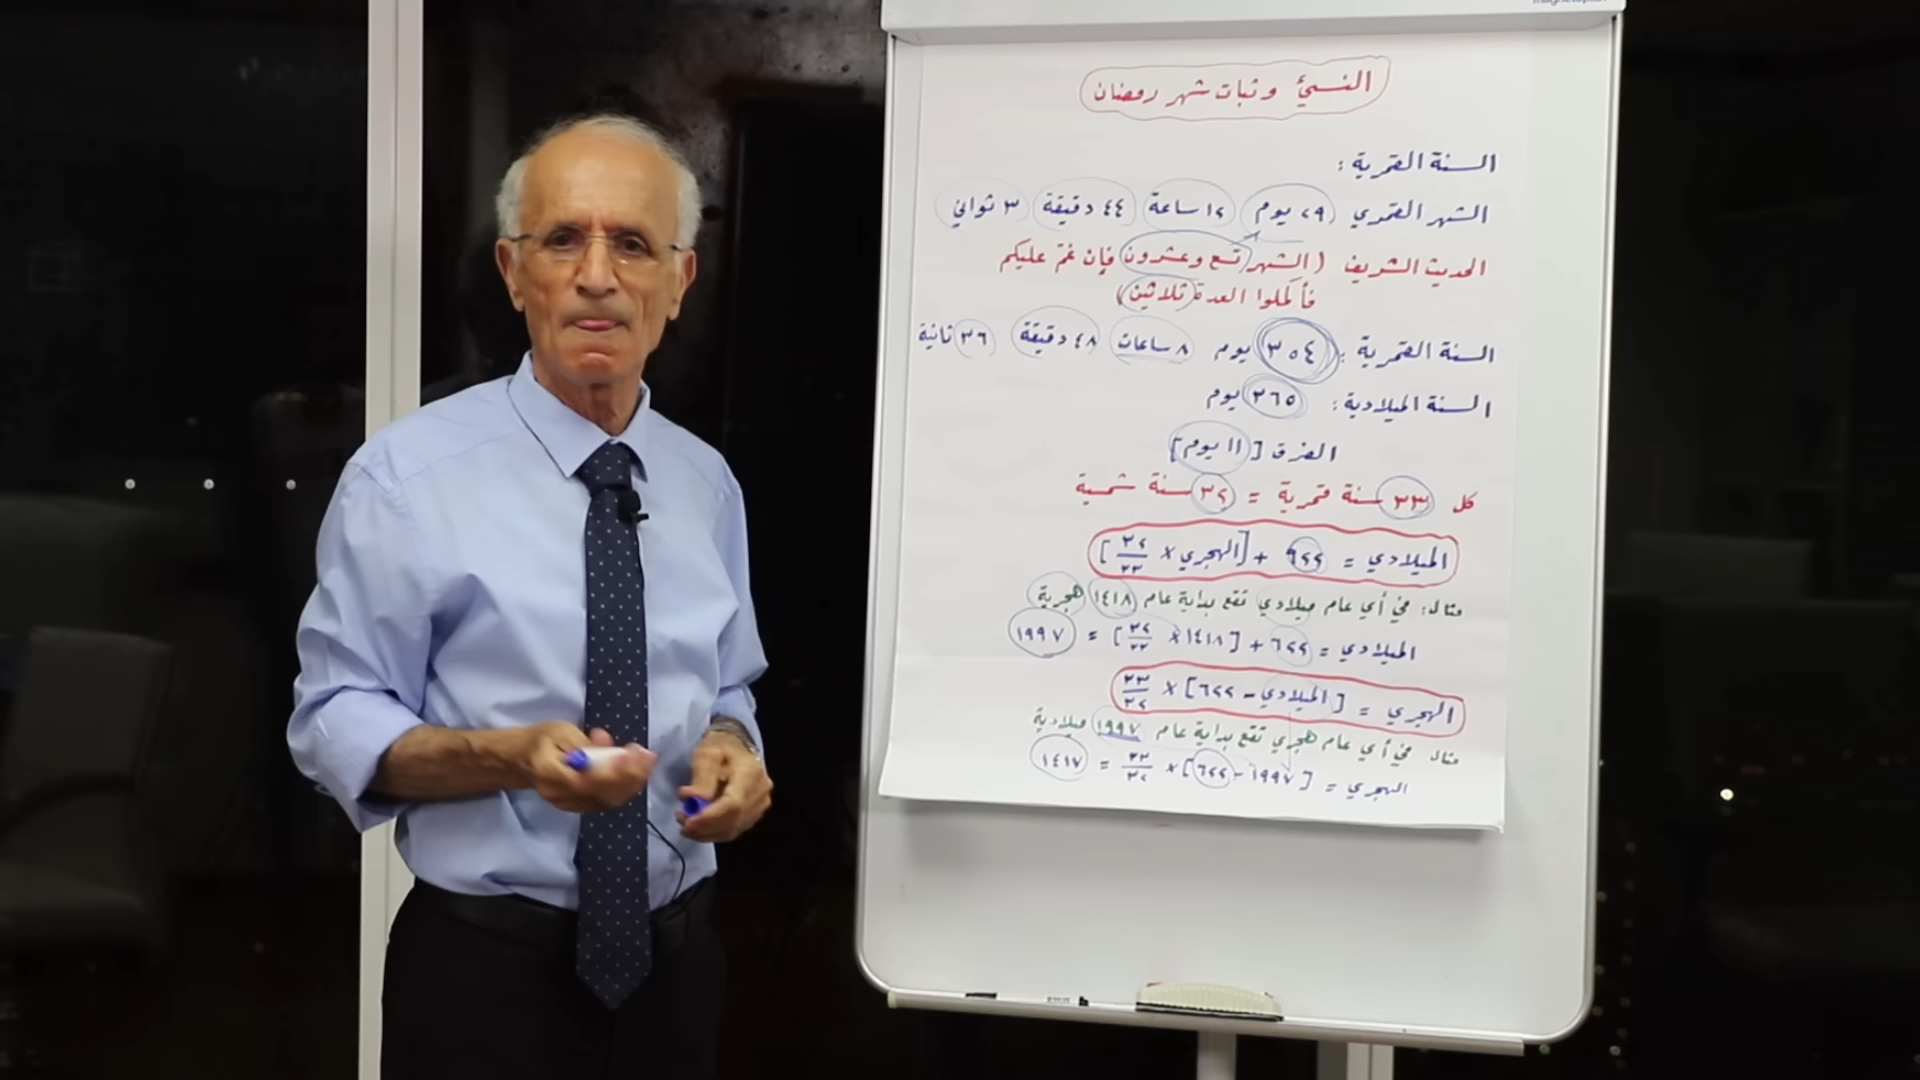 النسئ وثبات شهر رمضان
السنة القمرية :
الشهر القمري ٢٩ يوم ١٢ ساعة ٤٤ دقيقة ٣ ثواني
الحديث الشريف ( الشهر تسع وعشرون فإن غمّ عليكم
فأكملوا العدة ثلاثين )
السنة القمرية : ٣٥٤ يوم ٨ ساعات ٤٨ دقيقة ٣٦ ثانية
السنة الميلادية : ٣٦٥ يوم
الفرق [ ١١ يوم ]
كل ٣٣ سنة قمرية = ٣٢ سنة شمسية
الميلادي = ٦٢٢ + [ الهجري × ٣٢/٣٣ ]
مثال : في أي عام ميلادي تقع بداية عام ١٤١٨ هجرية
الميلادي = ٦٢٢ + [ ١٤١٨ × ٣٢/٣٣ ] = ١٩٩٧
الهجري = [ الميلادي - ٦٢٢ ] × ٣٣/٣٢
مثال في أي عام هجري تقع بداية عام ١٩٩٧ ميلادية
الهجري = [ ١٩٩٧ - ٦٢٢ ] × ٣٣/٣٢ = ١٤١٧